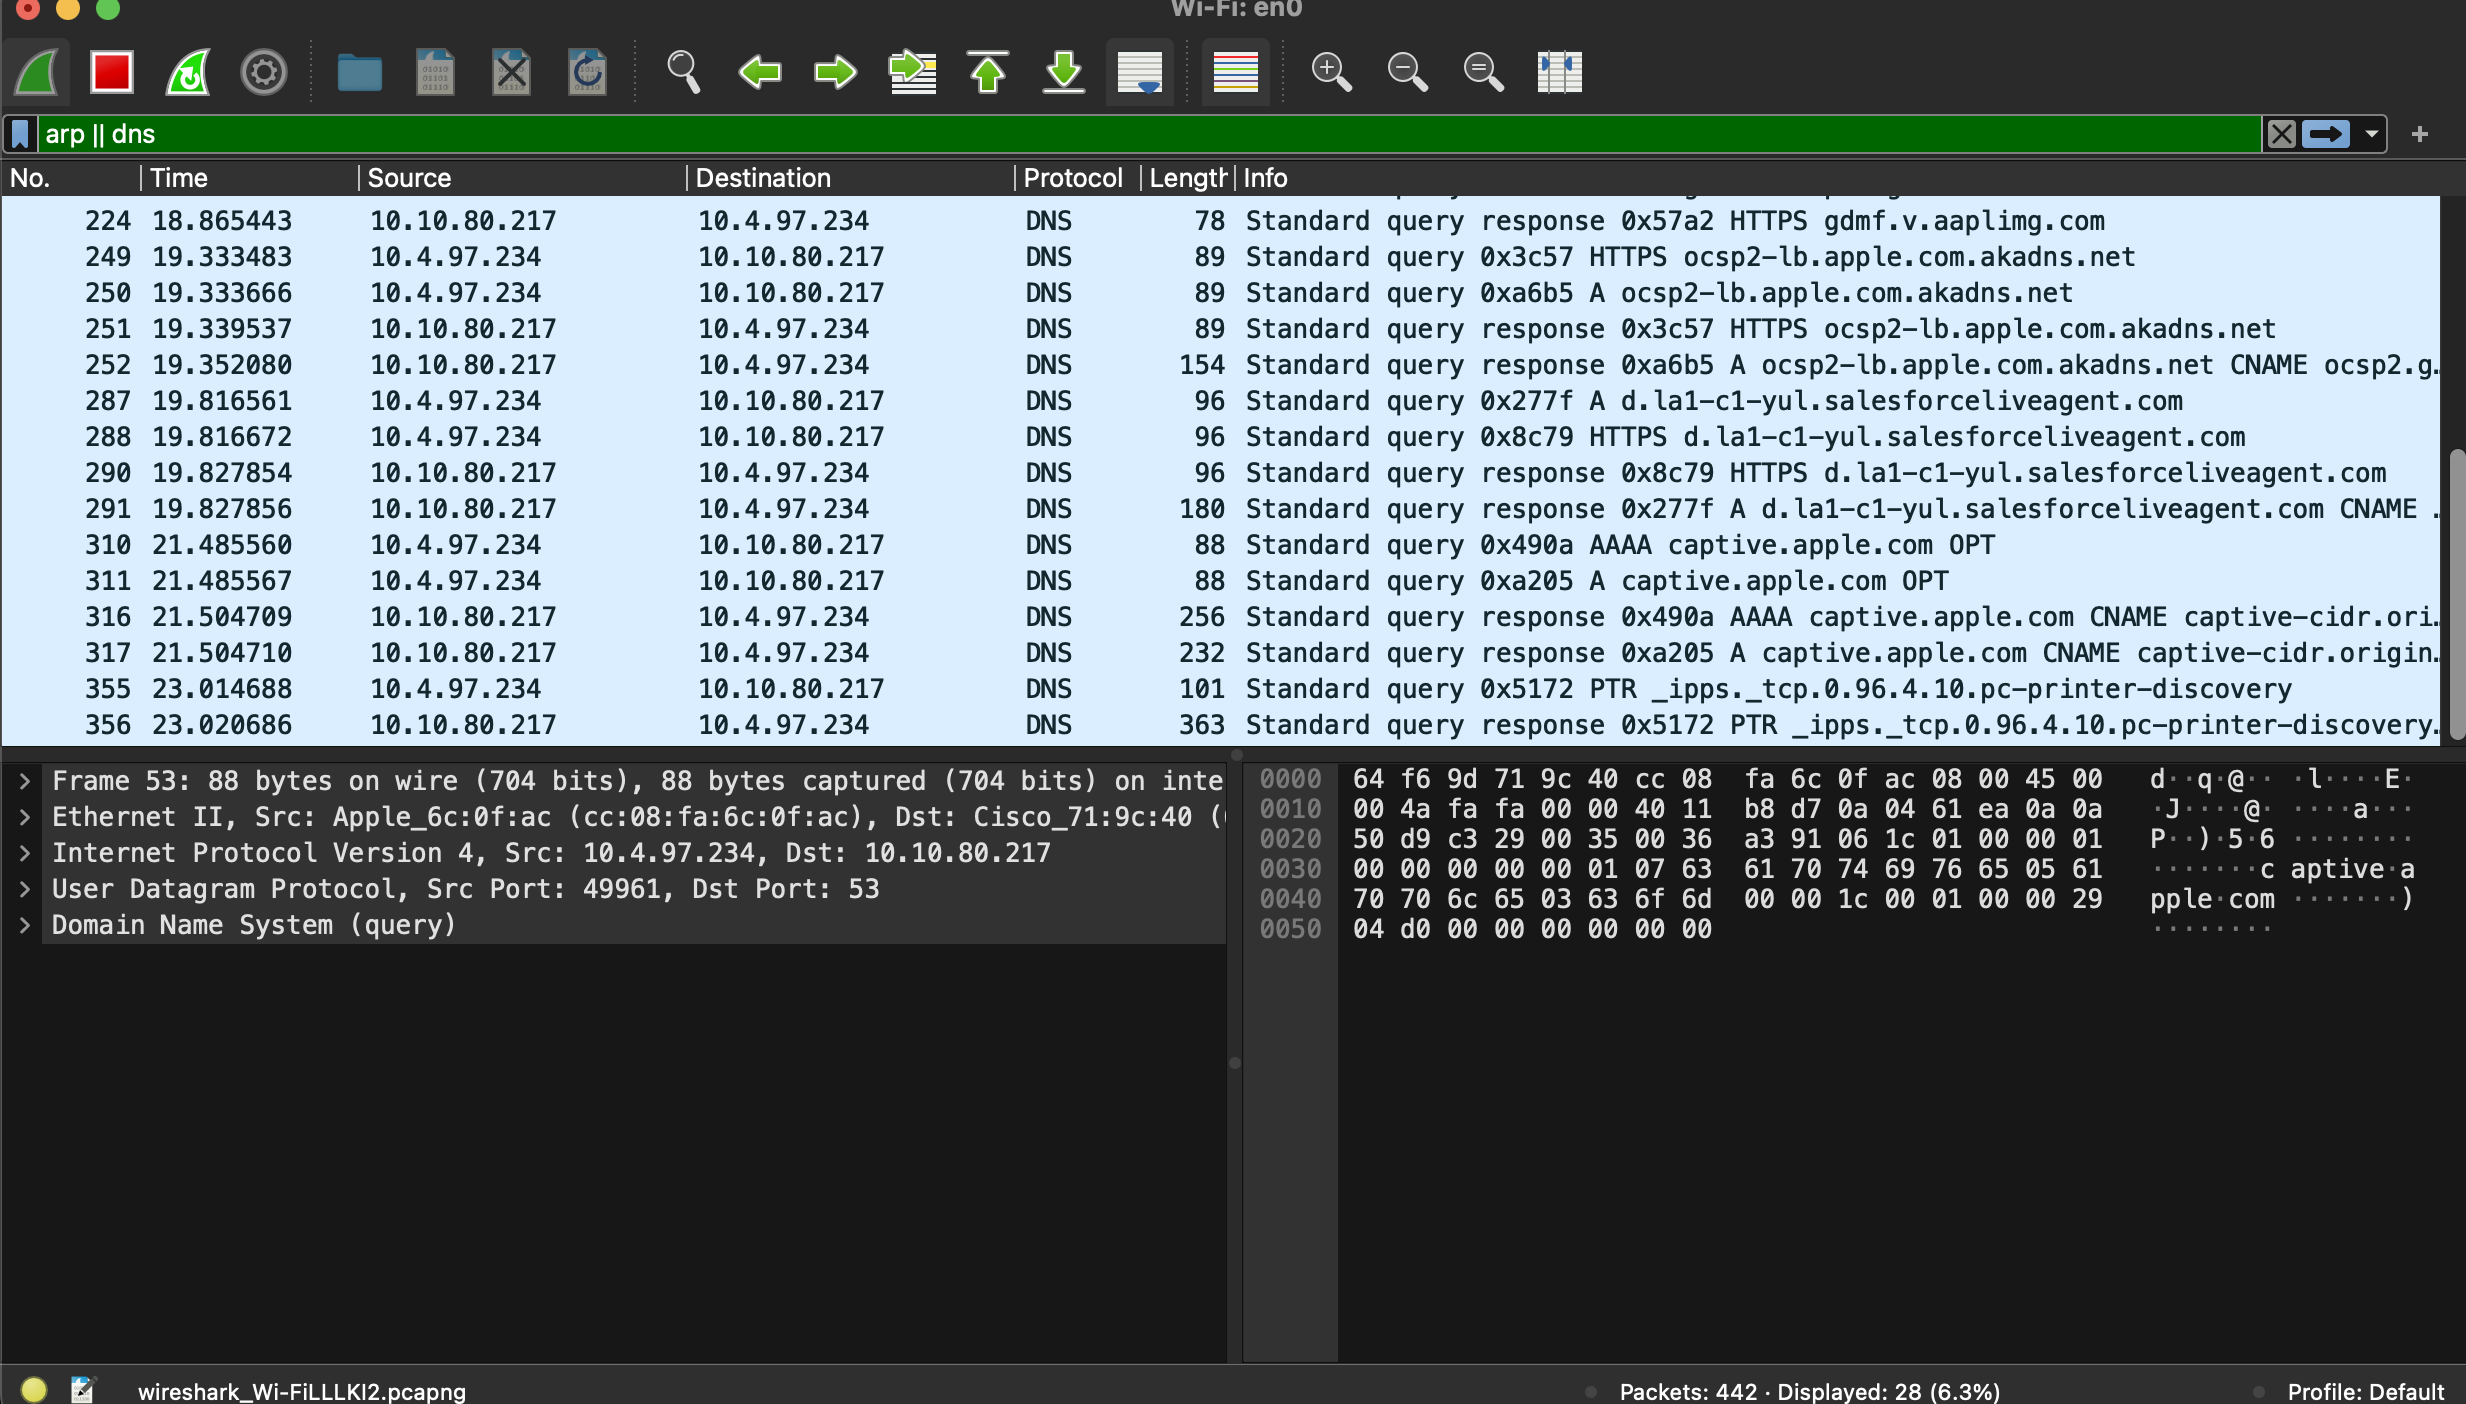 Wi-Fi: en0
arp || dns
No. Time Source Destination Protocol Length Info
224 18.865443 10.10.80.217 10.4.97.234 DNS 78 Standard query response 0x57a2 HTTPS gdmf.v.aaplimg.com
249 19.333483 10.4.97.234 10.10.80.217 DNS 89 Standard query 0x3c57 HTTPS ocsp2-lb.apple.com.akadns.net
250 19.333666 10.4.97.234 10.10.80.217 DNS 89 Standard query 0xa6b5 A ocsp2-lb.apple.com.akadns.net
251 19.339537 10.10.80.217 10.4.97.234 DNS 89 Standard query response 0x3c57 HTTPS ocsp2-lb.apple.com.akadns.net
252 19.352080 10.10.80.217 10.4.97.234 DNS 154 Standard query response 0xa6b5 A ocsp2-lb.apple.com.akadns.net CNAME ocsp2.g…
287 19.816561 10.4.97.234 10.10.80.217 DNS 96 Standard query 0x277f A d.la1-c1-yul.salesforceliveagent.com
288 19.816672 10.4.97.234 10.10.80.217 DNS 96 Standard query 0x8c79 HTTPS d.la1-c1-yul.salesforceliveagent.com
290 19.827854 10.10.80.217 10.4.97.234 DNS 96 Standard query response 0x8c79 HTTPS d.la1-c1-yul.salesforceliveagent.com
291 19.827856 10.10.80.217 10.4.97.234 DNS 180 Standard query response 0x277f A d.la1-c1-yul.salesforceliveagent.com CNAME …
310 21.485560 10.4.97.234 10.10.80.217 DNS 88 Standard query 0x490a AAAA captive.apple.com OPT
311 21.485567 10.4.97.234 10.10.80.217 DNS 88 Standard query 0xa205 A captive.apple.com OPT
316 21.504709 10.10.80.217 10.4.97.234 DNS 256 Standard query response 0x490a AAAA captive.apple.com CNAME captive-cidr.ori…
317 21.504710 10.10.80.217 10.4.97.234 DNS 232 Standard query response 0xa205 A captive.apple.com CNAME captive-cidr.origin…
355 23.014688 10.4.97.234 10.10.80.217 DNS 101 Standard query 0x5172 PTR _ipps._tcp.0.96.4.10.pc-printer-discovery
356 23.020686 10.10.80.217 10.4.97.234 DNS 363 Standard query response 0x5172 PTR _ipps._tcp.0.96.4.10.pc-printer-discovery…
Frame 53: 88 bytes on wire (704 bits), 88 bytes captured (704 bits) on inte
Ethernet II, Src: Apple_6c:0f:ac (cc:08:fa:6c:0f:ac), Dst: Cisco_71:9c:40 (
Internet Protocol Version 4, Src: 10.4.97.234, Dst: 10.10.80.217
User Datagram Protocol, Src Port: 49961, Dst Port: 53
Domain Name System (query)
0000 64 f6 9d 71 9c 40 cc 08 fa 6c 0f ac 08 00 45 00 d··q·@·· ·l····E·
0010 00 4a fa fa 00 00 40 11 b8 d7 0a 04 61 ea 0a 0a ·J····@· ····a···
0020 50 d9 c3 29 00 35 00 36 a3 91 06 1c 01 00 00 01 P··)·5·6 ········
0030 00 00 00 00 00 01 07 63 61 70 74 69 76 65 05 61 ·······c aptive·a
0040 70 70 6c 65 03 63 6f 6d 00 00 1c 00 01 00 00 29 pple·com ·······)
0050 04 d0 00 00 00 00 00 00 ········
wireshark_Wi-FiLLLKI2.pcapng Packets: 442 · Displayed: 28 (6.3%) Profile: Default